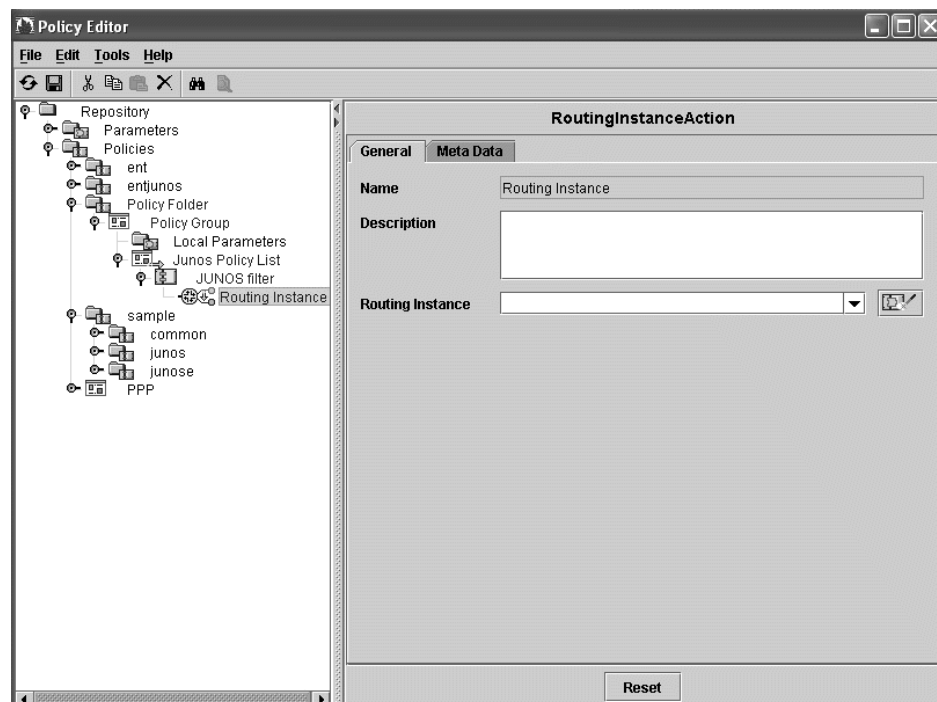 Policy Editor
File Edit Tools Help
Repository
Parameters
Policies
ent
entjunos
Policy Folder
Policy Group
Local Parameters
Junos Policy List
JUNOS filter
Routing Instance
sample
common
junos
junose
PPP
RoutingInstanceAction
General Meta Data
Name Routing Instance
Description
Routing Instance
Reset